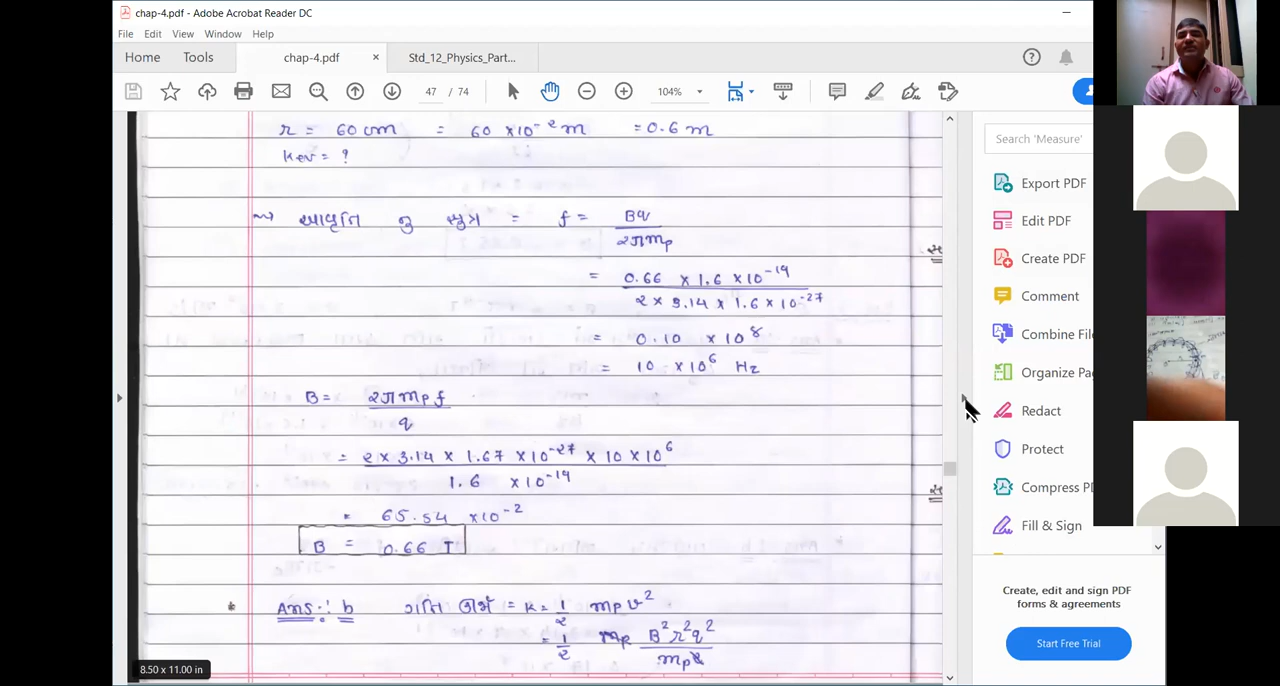 chap-4.pdf - Adobe Acrobat Reader DC
File Edit View Window Help
Home Tools chap-4.pdf × Std_12_Physics_Part...
47 / 74 104%
r = 60 cm = 60 × 10⁻² m = 0.6 m
Kev = ?
આવૃત્તિ નુ સૂત્ર = f = Bq
2πmp
= 0.66 × 1.6 × 10⁻¹⁹
2 × 3.14 × 1.6 × 10⁻²⁷
= 0.10 × 10⁸
= 10 × 10⁶ Hz
B = 2πmp f
q
= 2 × 3.14 × 1.67 × 10⁻²⁷ × 10 × 10⁶
1.6 × 10⁻¹⁹
= 65.54 × 10⁻²
B = 0.66 T
* Ans : b ગતિ ઊર્જા = K = 1/2 mp v²
= 1/2 mp B²r²q²
mp2
8.50 x 11.00 in
Search 'Measure'
Export PDF
Edit PDF
Create PDF
Comment
Combine File
Organize Pag
Redact
Protect
Compress PD
Fill & Sign
Create, edit and sign PDF
forms & agreements
Start Free Trial